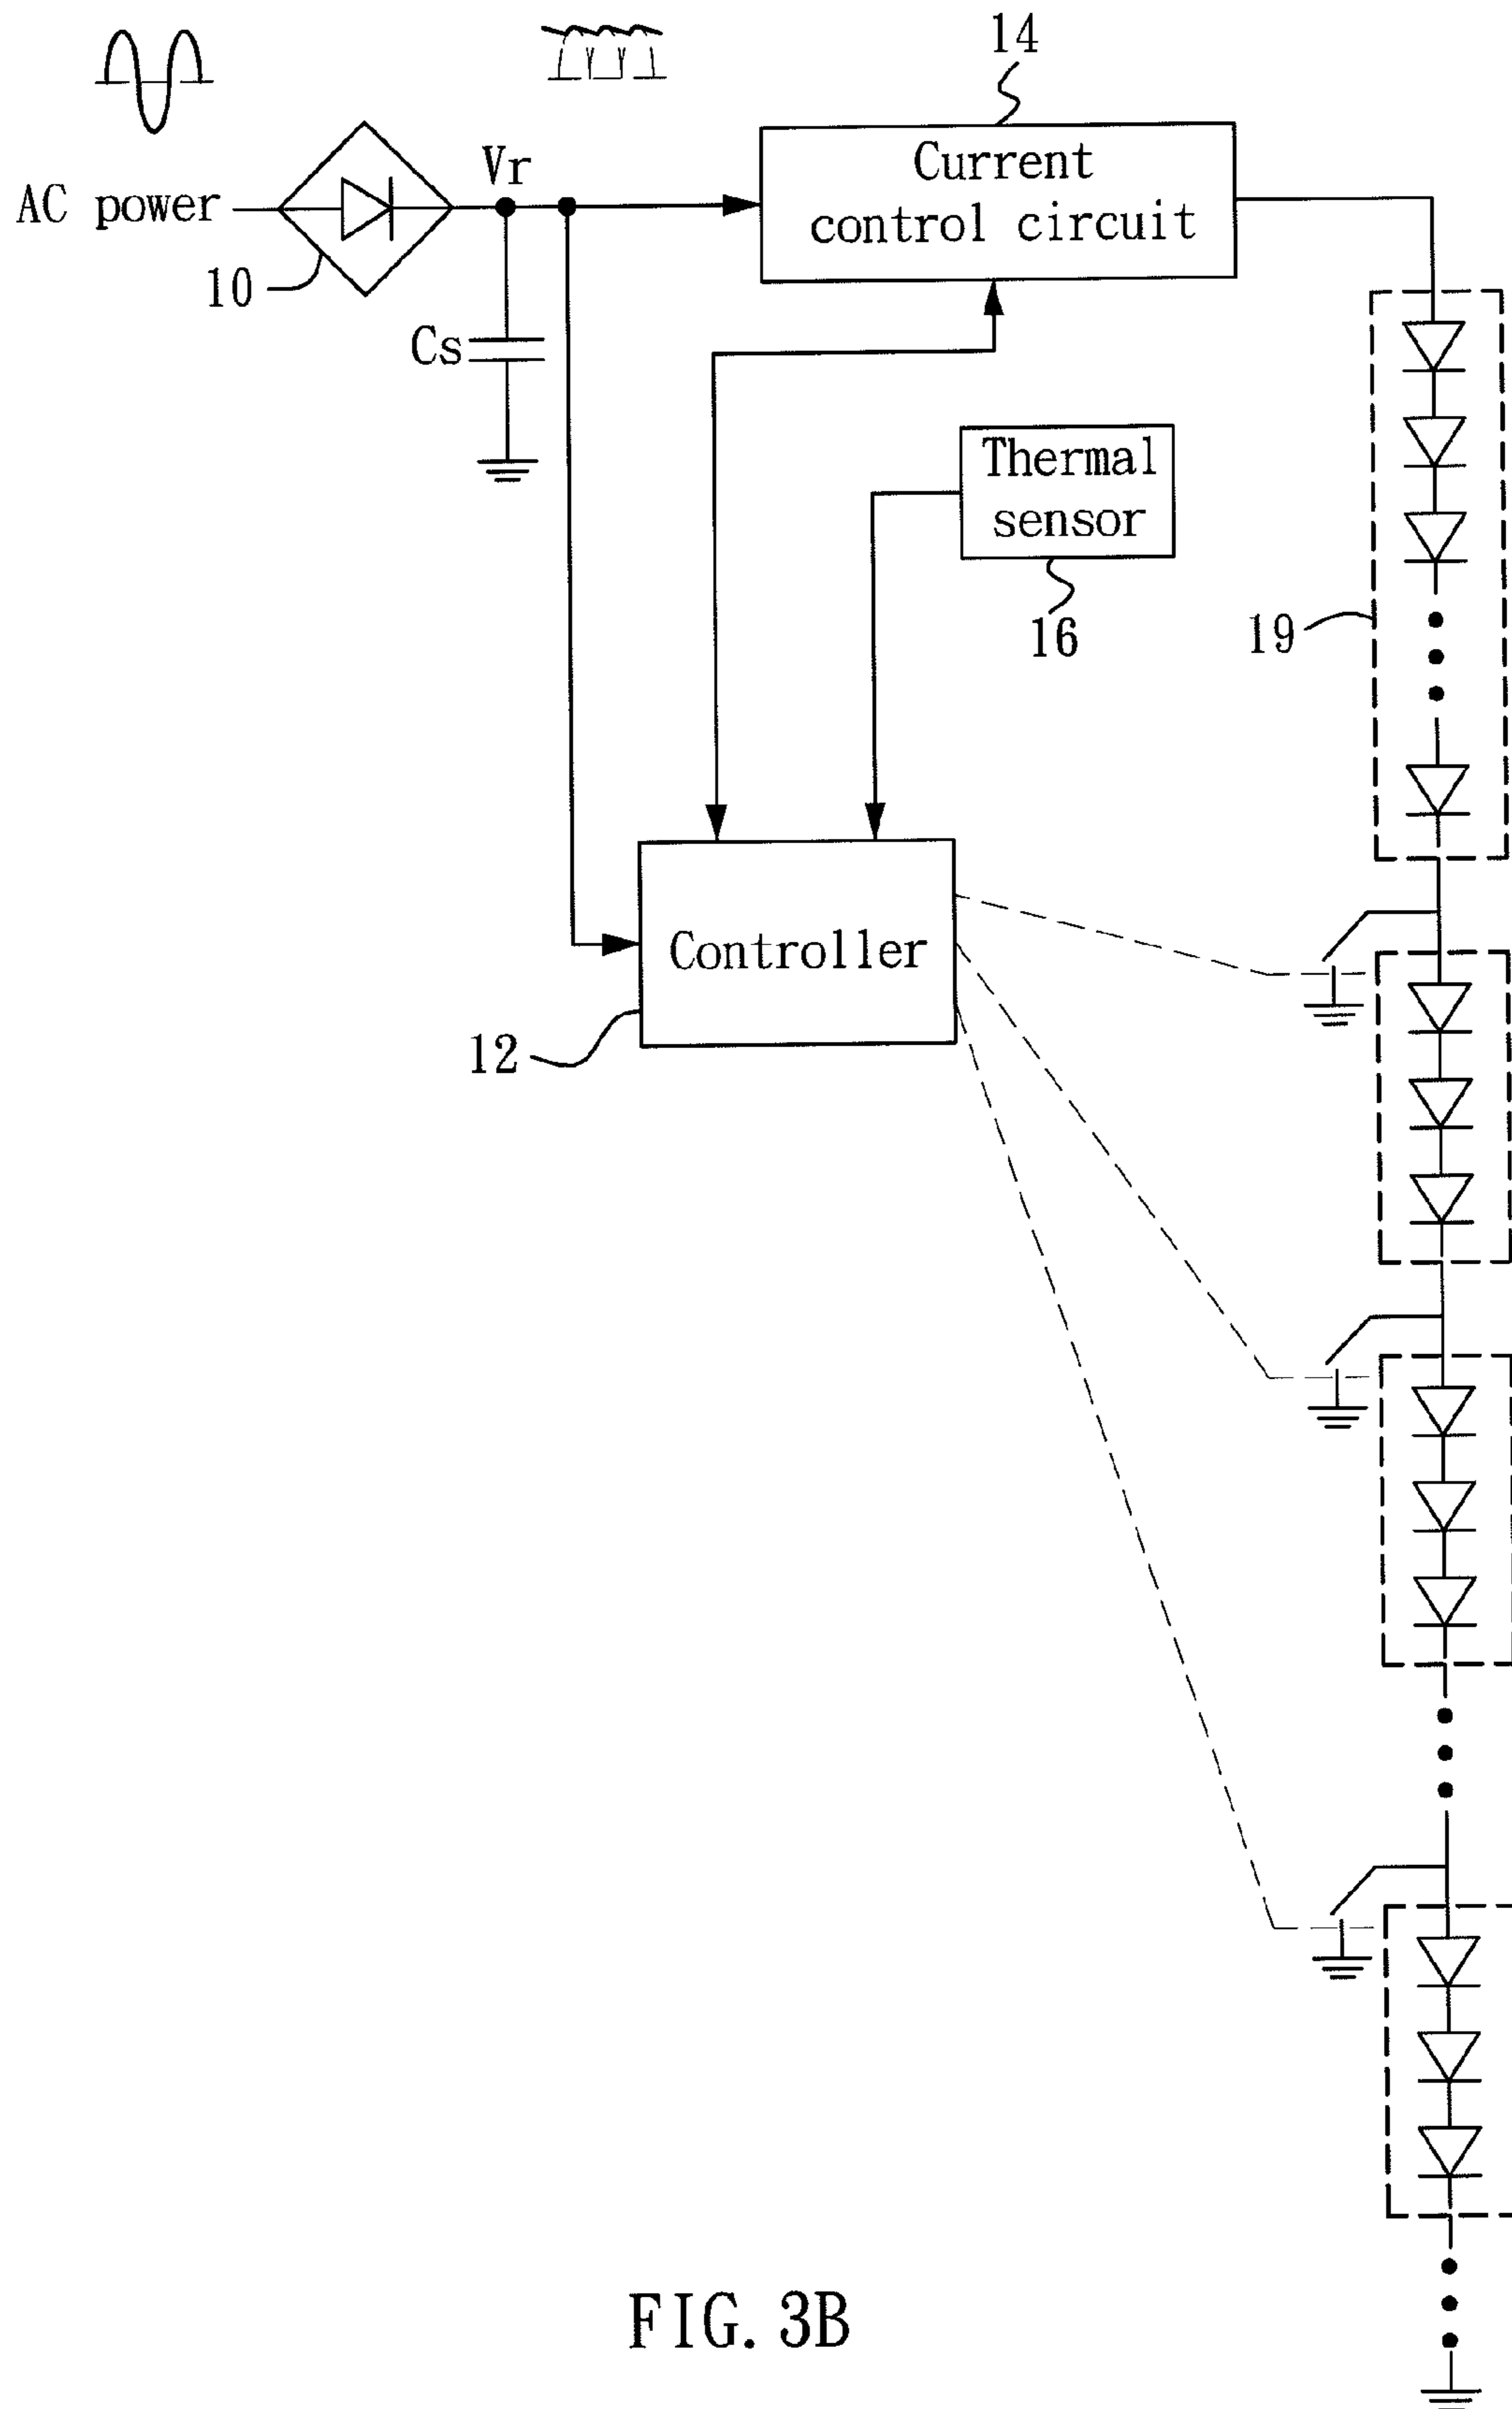 14
Vr
Current
control circuit
AC power
10
Cs
Thermal
sensor
16
19
Controller
12
FIG. 3B